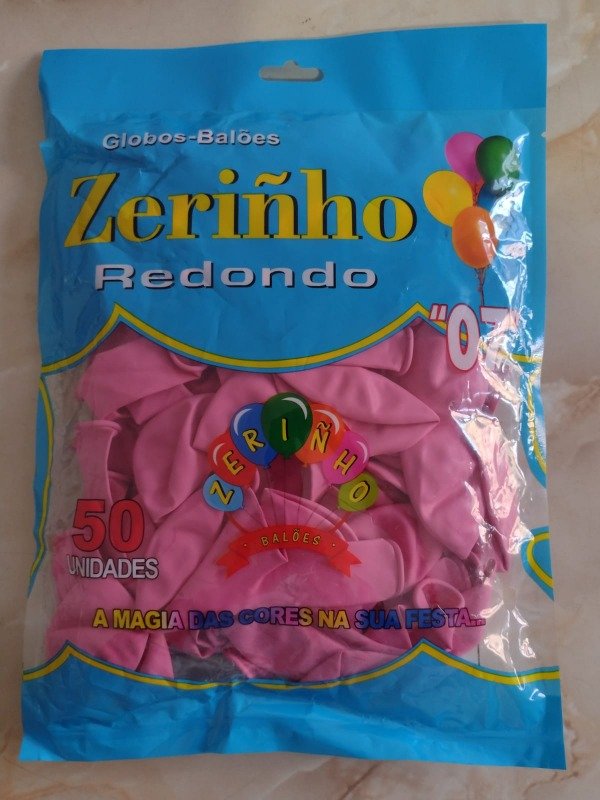 Globos-Balões
Zeriñho
Redondo
"07
ZERIÑHO
BALÕES
50
UNIDADES
A MAGIA DAS CORES NA SUA FESTA...